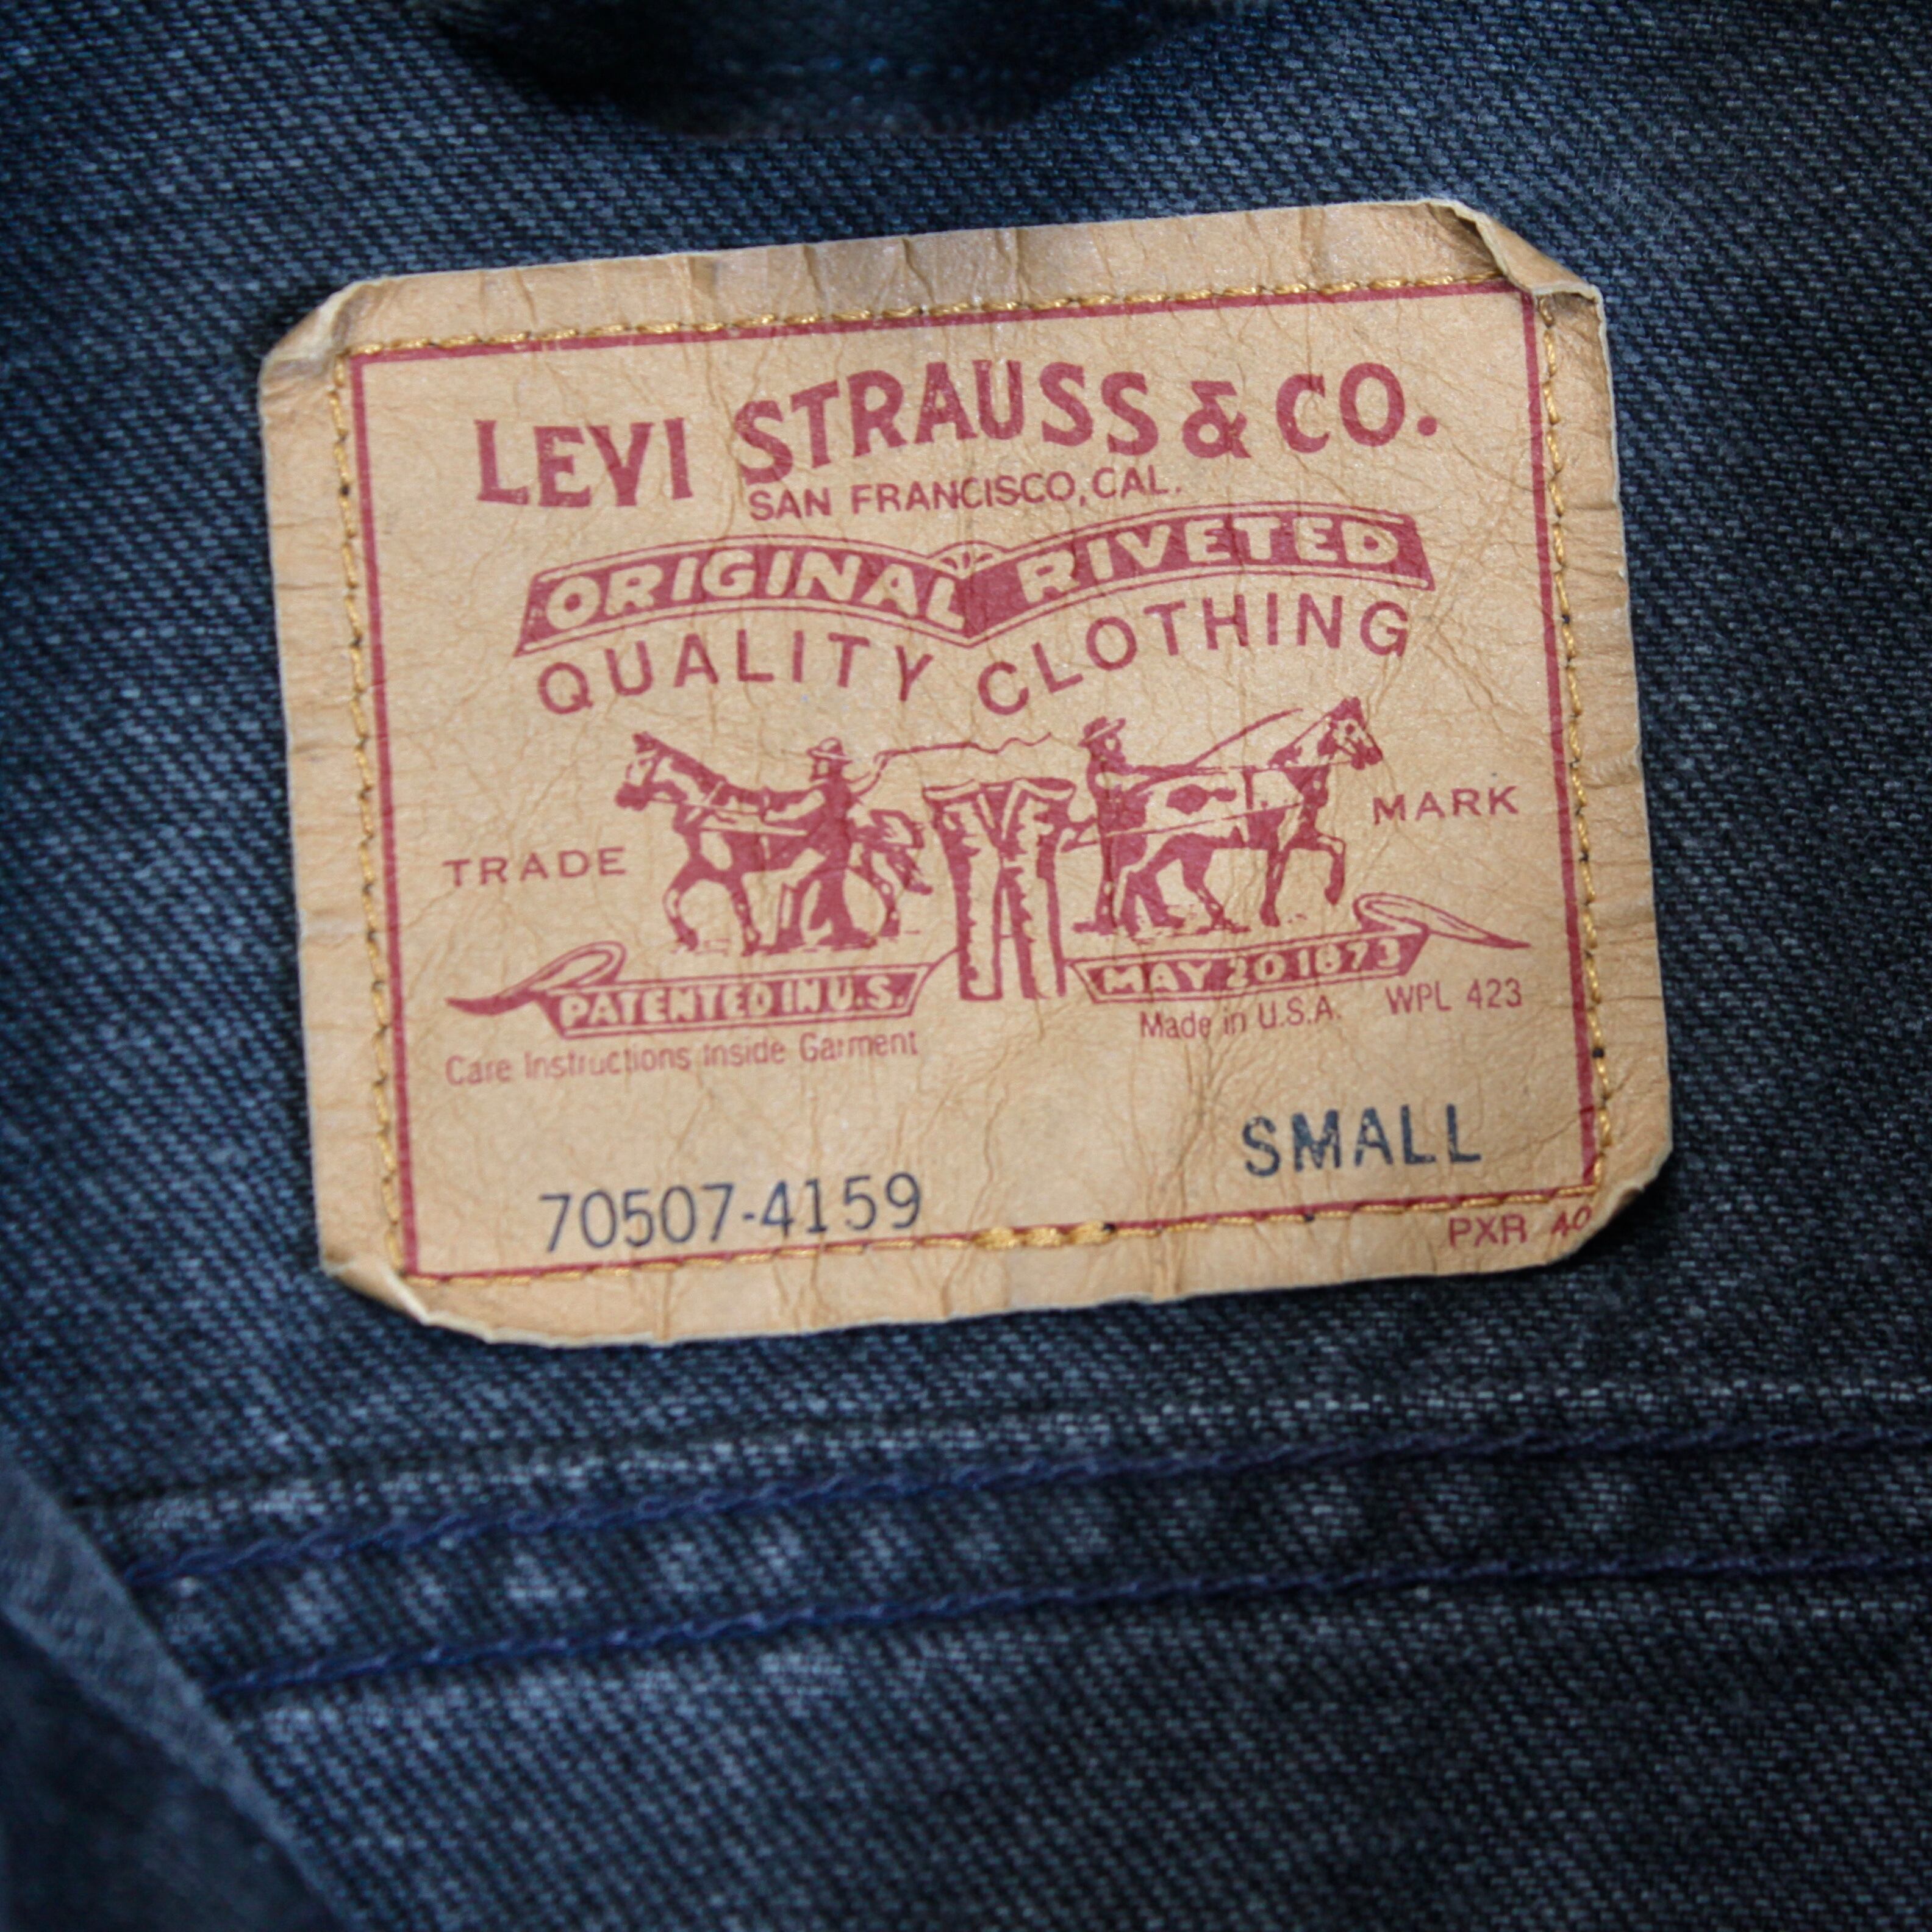 LEVI STRAUSS & CO.
SAN FRANCISCO, CAL.
ORIGINAL RIVETED
QUALITY CLOTHING
TRADE MARK
PATENTED IN U.S. MAY 20 1873
Care Instructions Inside Garment Made in U.S.A. WPL 423
SMALL
70507-4159
PXR 40